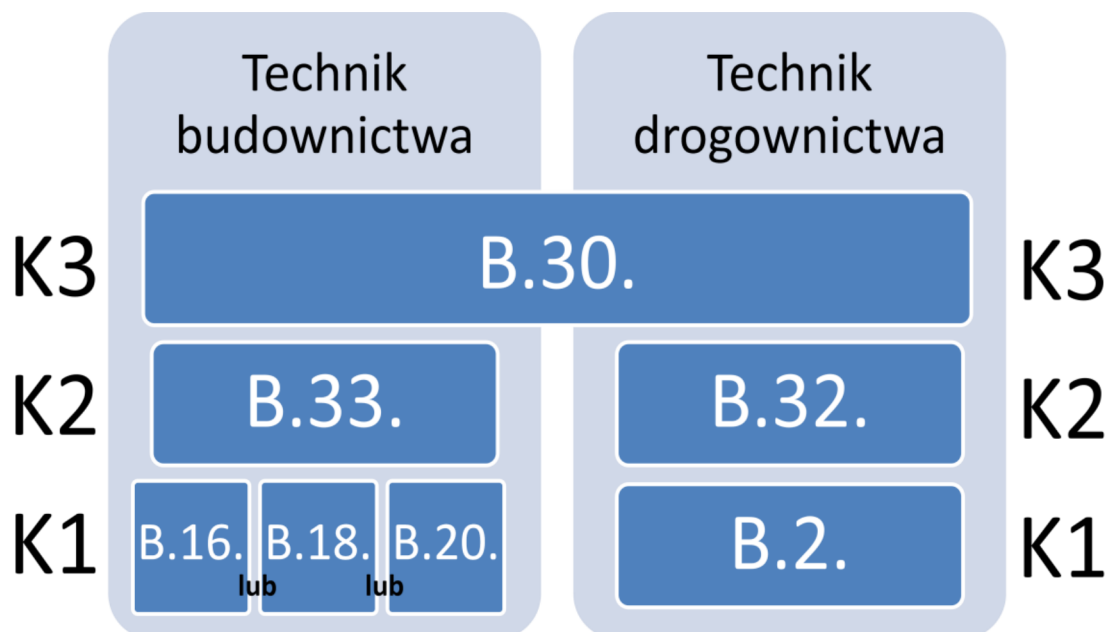 Technik
budownictwa
Technik
drogownictwa
K3
B.30.
K3
K2
B.33.
B.32.
K2
K1
B.16.
lub
B.18.
lub
B.20.
B.2.
K1